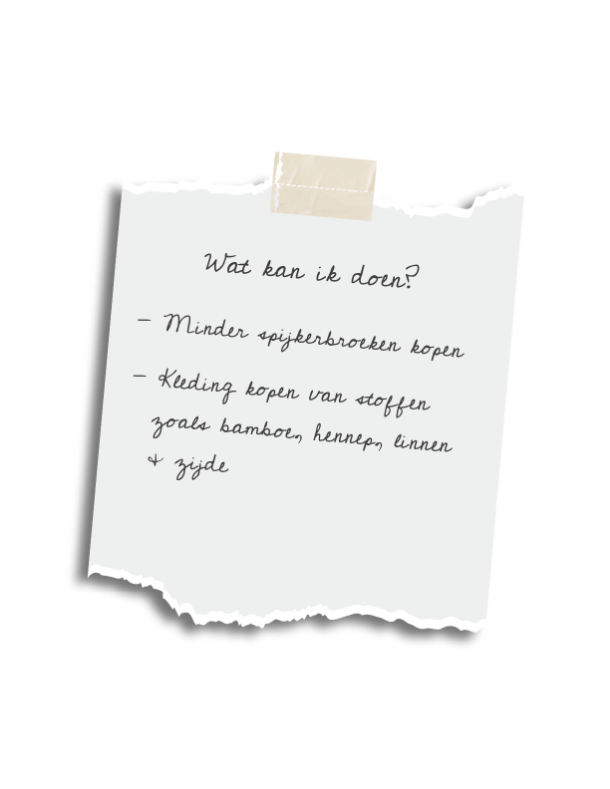 Wat kan ik doen?
- Minder spijkerbroeken kopen
- Kleding kopen van stoffen
zoals bamboe, hennep, linnen
& zijde